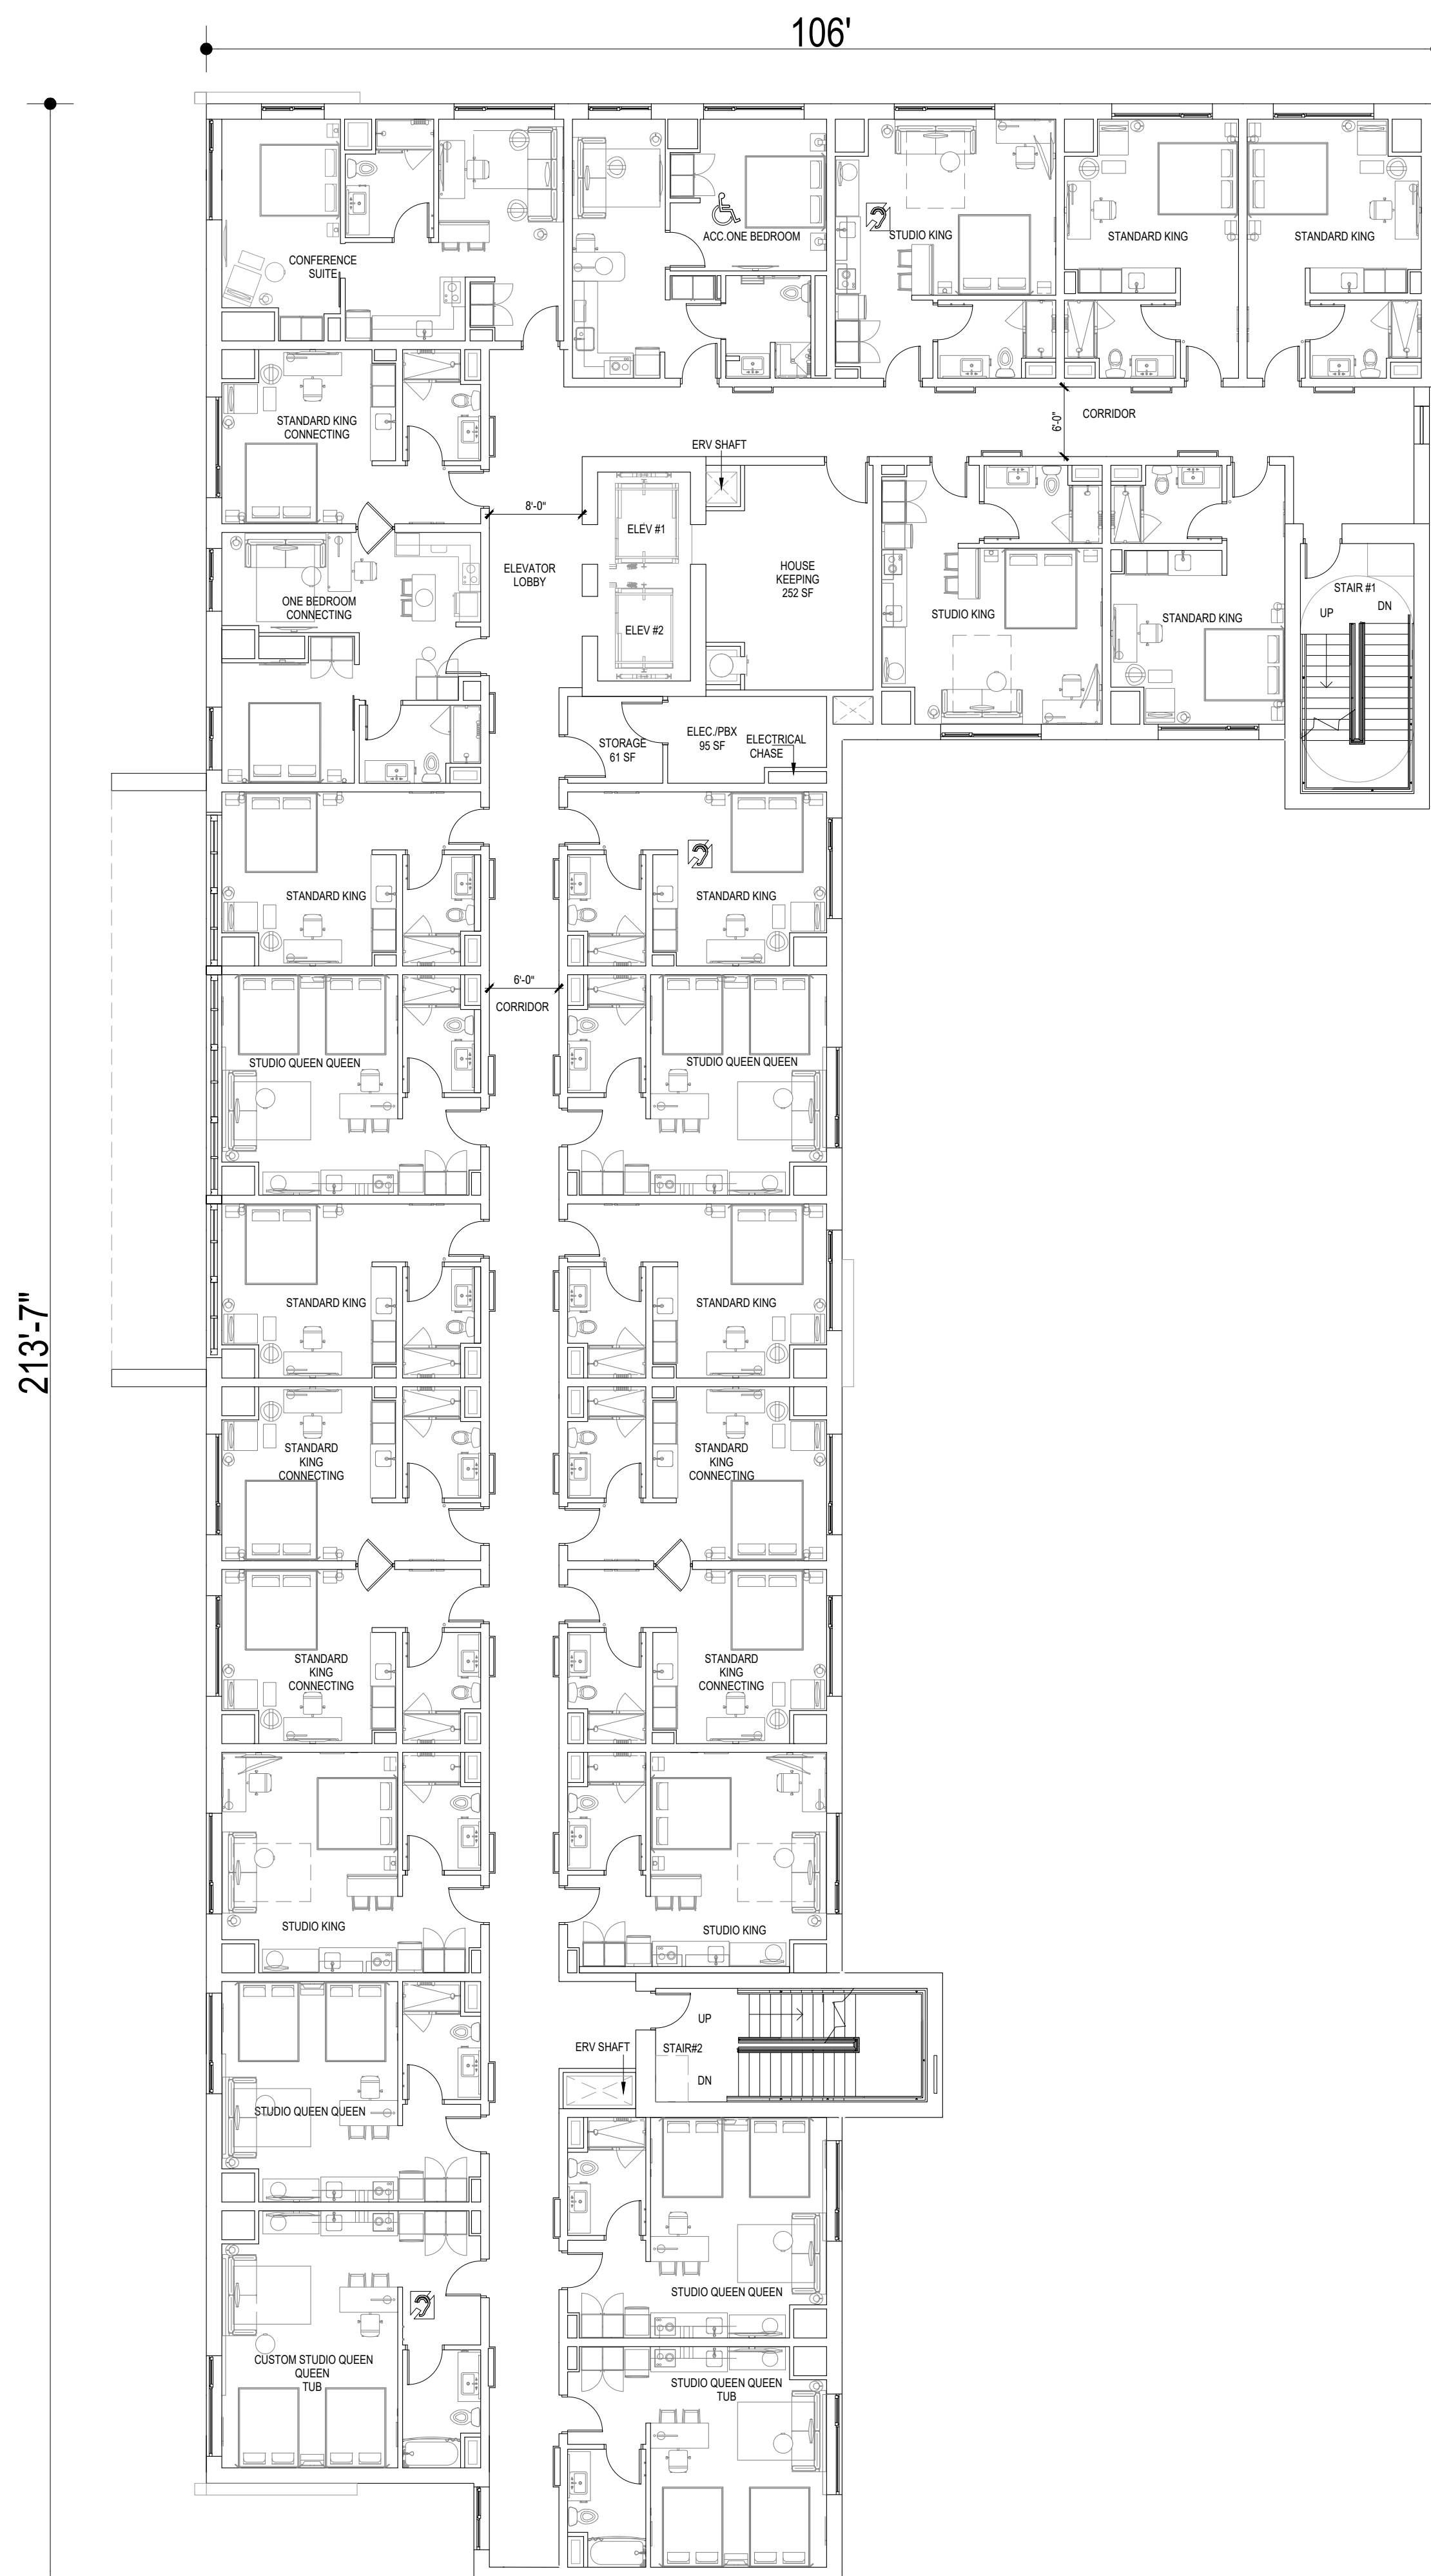 106'
213'-7"
CONFERENCE
SUITE
ACC.ONE BEDROOM
STUDIO KING
STANDARD KING
STANDARD KING
STANDARD KING
CONNECTING
CORRIDOR
6'-0"
ERV SHAFT
8'-0"
ELEV #1
ELEVATOR
LOBBY
HOUSE
KEEPING
252 SF
ONE BEDROOM
CONNECTING
ELEV #2
STUDIO KING
STANDARD KING
STAIR #1
UP
DN
STORAGE
61 SF
ELEC./PBX
95 SF
ELECTRICAL
CHASE
STANDARD KING
STANDARD KING
6'-0"
CORRIDOR
STUDIO QUEEN QUEEN
STUDIO QUEEN QUEEN
STANDARD KING
STANDARD KING
STANDARD
KING
CONNECTING
STANDARD
KING
CONNECTING
STANDARD
KING
CONNECTING
STANDARD
KING
CONNECTING
STUDIO KING
STUDIO KING
UP
ERV SHAFT
STAIR#2
DN
STUDIO QUEEN QUEEN
STUDIO QUEEN QUEEN
CUSTOM STUDIO QUEEN
QUEEN
TUB
STUDIO QUEEN QUEEN
TUB